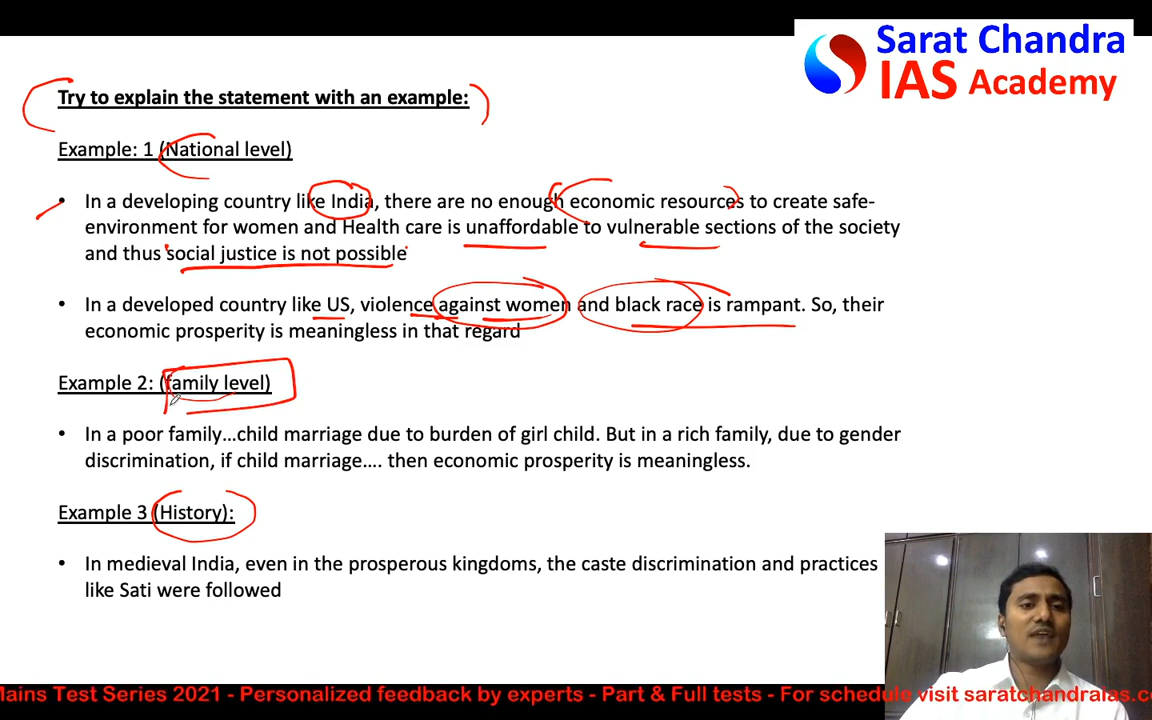 Sarat Chandra
IAS Academy
Try to explain the statement with an example:
Example: 1 (National level)
• In a developing country like India, there are no enough economic resources to create safe-
environment for women and Health care is unaffordable to vulnerable sections of the society
and thus social justice is not possible
• In a developed country like US, violence against women and black race is rampant. So, their
economic prosperity is meaningless in that regard
Example 2: (family level)
• In a poor family…child marriage due to burden of girl child. But in a rich family, due to gender
discrimination, if child marriage…. then economic prosperity is meaningless.
Example 3 (History):
• In medieval India, even in the prosperous kingdoms, the caste discrimination and practices
like Sati were followed
Mains Test Series 2021 - Personalized feedback by experts - Part & Full tests - For schedule visit saratchandraias.c